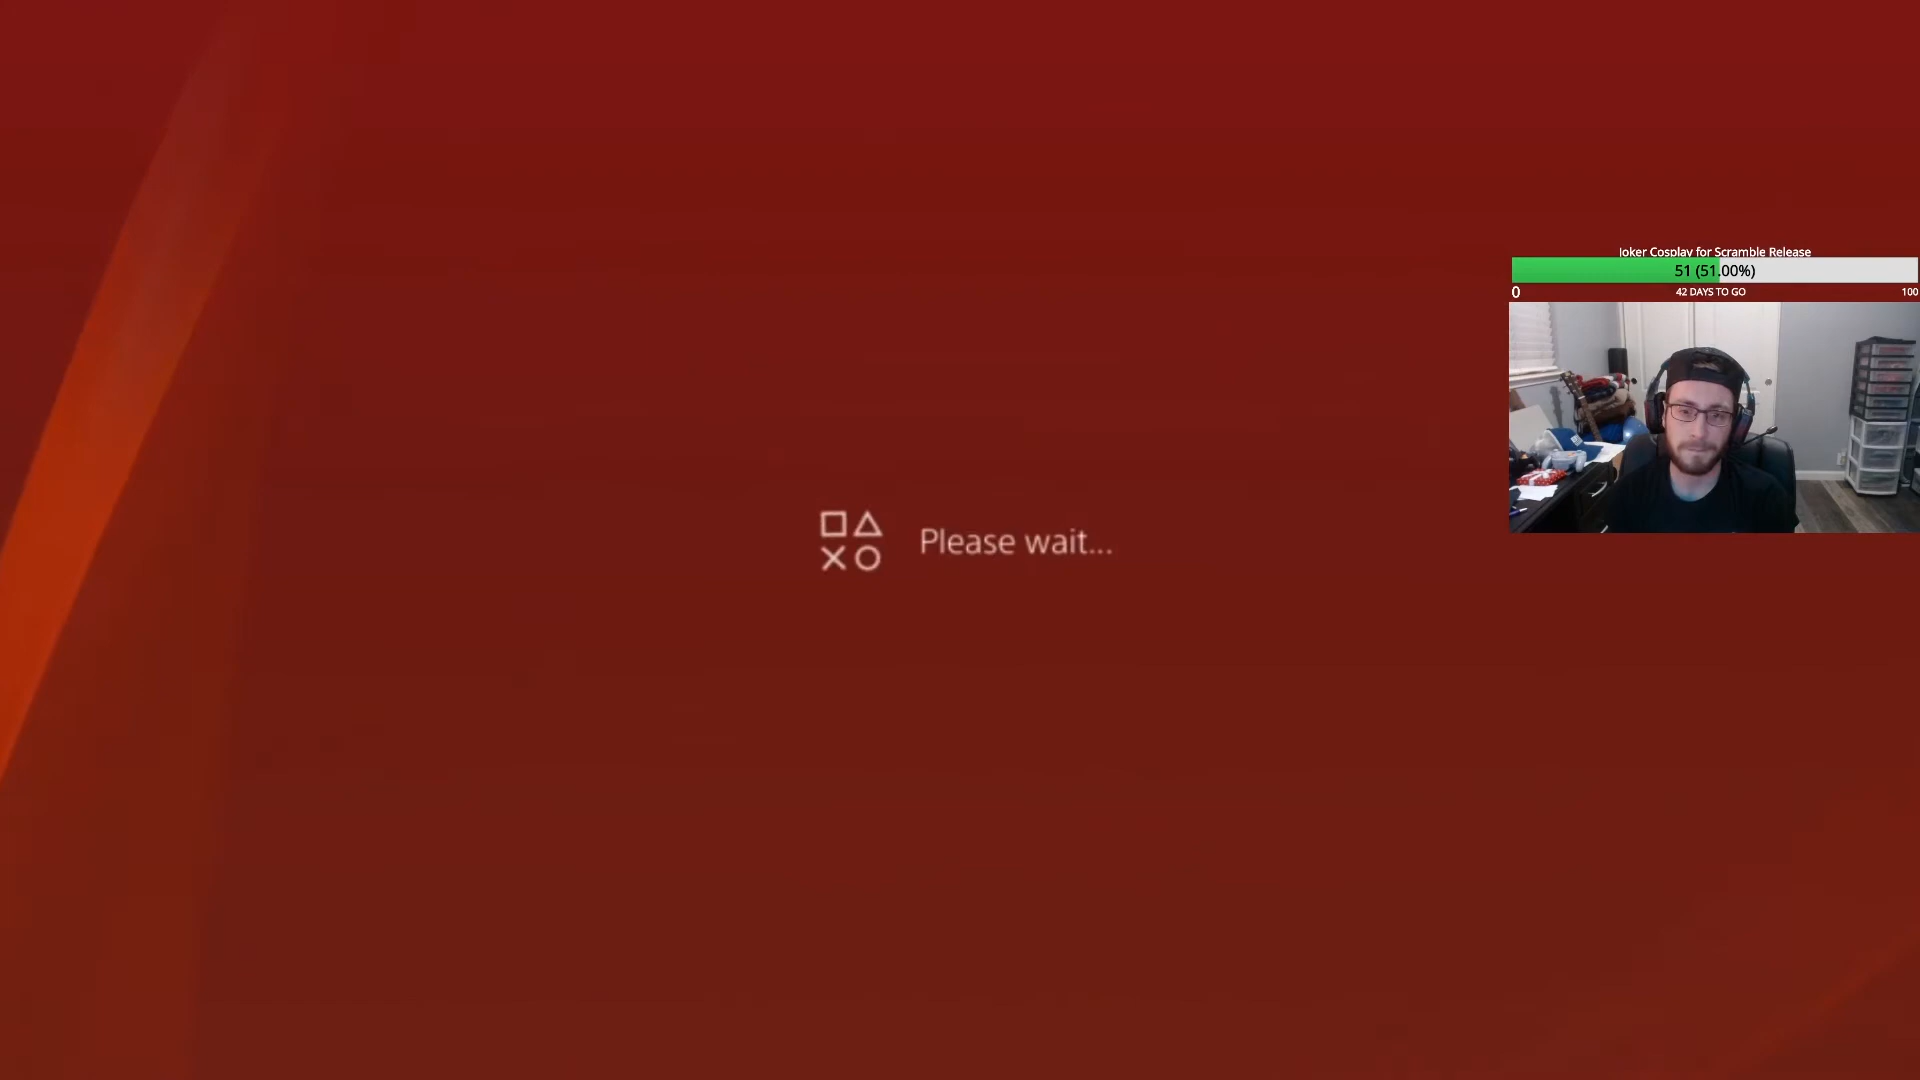 Joker Cosplay for Scramble Release
51 (51.00%)
0 42 DAYS TO GO 100
Please wait...